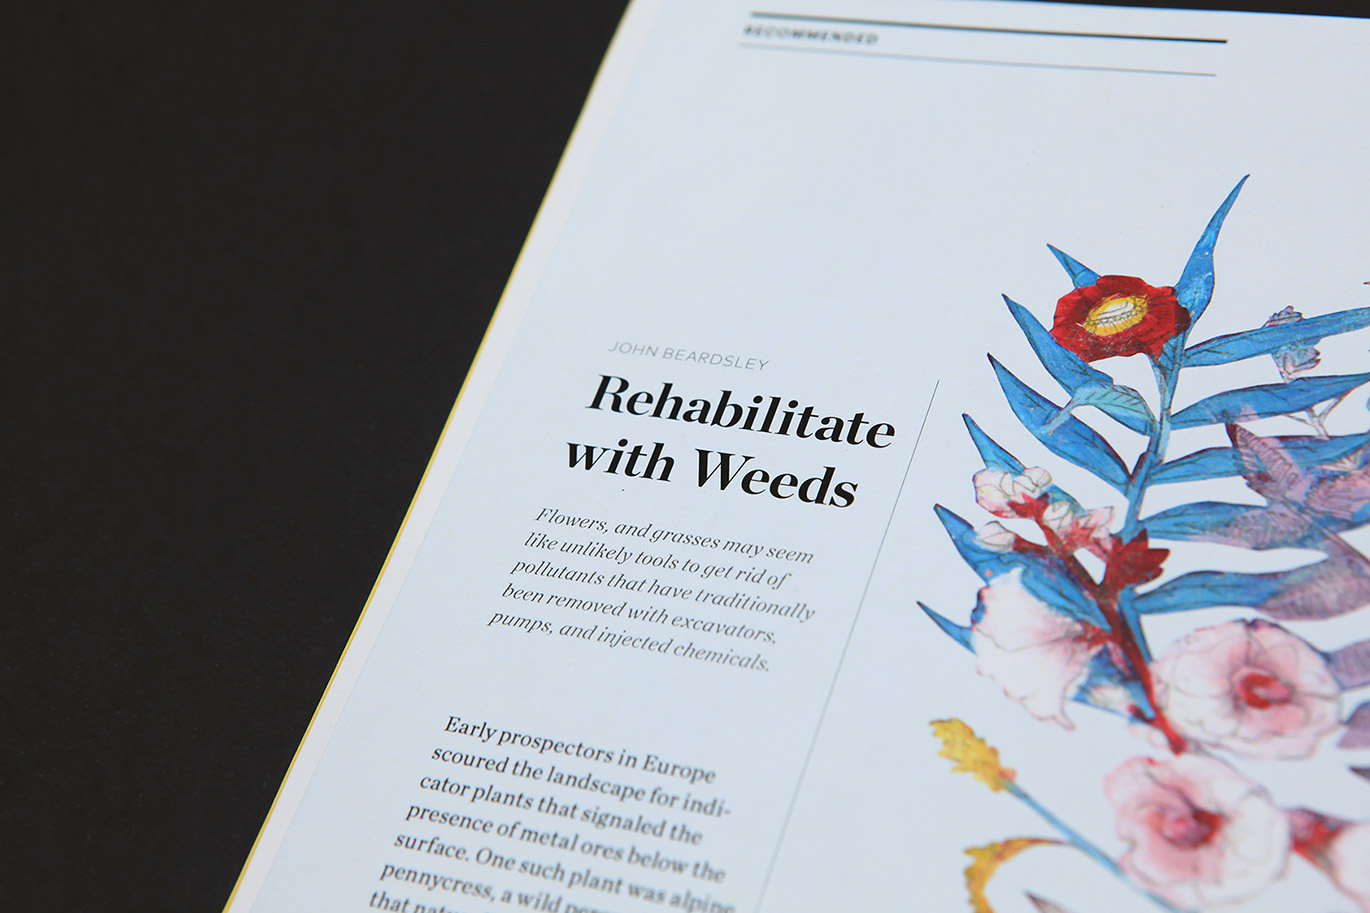 RECOMMENDED
JOHN BEARDSLEY
Rehabilitate
with Weeds
Flowers, and grasses may seem
like unlikely tools to get rid of
pollutants that have traditionally
been removed with excavators,
pumps, and injected chemicals.
Early prospectors in Europe
scoured the landscape for indi-
cator plants that signaled the
presence of metal ores below the
surface. One such plant was alpine
pennycress, a wild
that